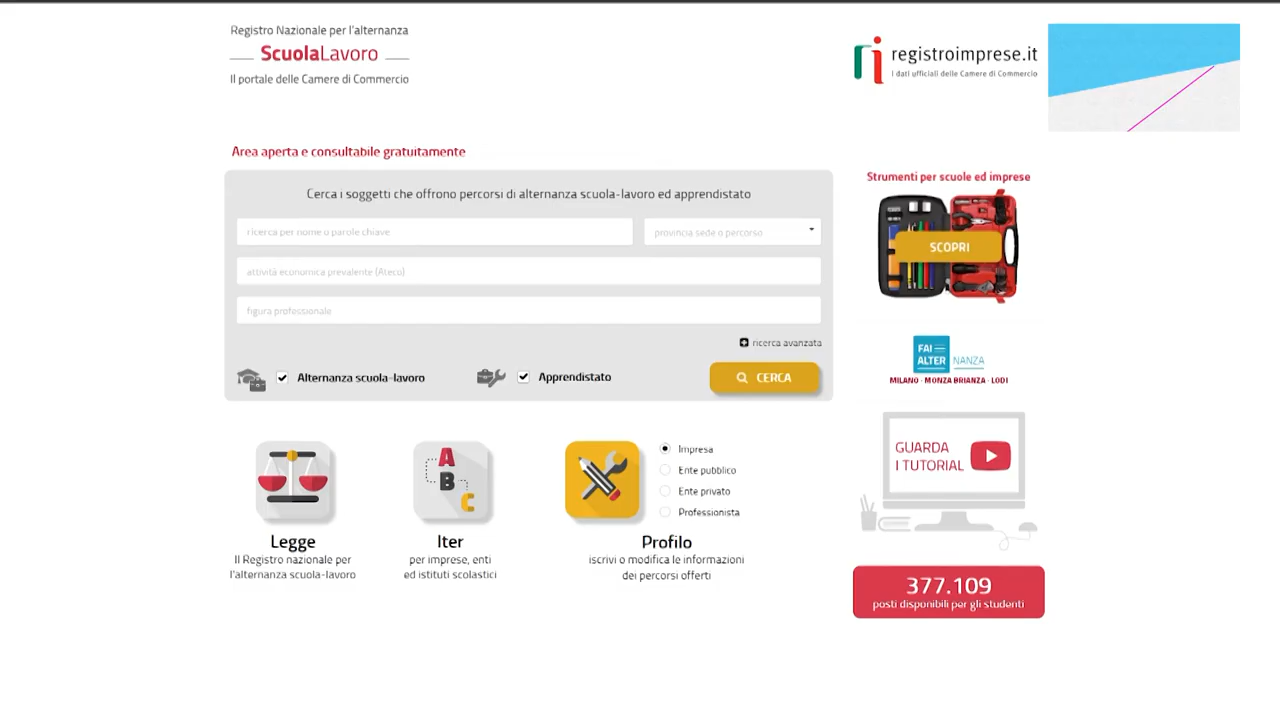 Registro Nazionale per l'alternanza
ScuolaLavoro
Il portale delle Camere di Commercio
registroimprese.it
I dati ufficiali delle Camere di Commercio
Area aperta e consultabile gratuitamente
Cerca i soggetti che offrono percorsi di alternanza scuola-lavoro ed apprendistato
ricerca per nome o parole chiave
provincia sede o percorso
attività economica prevalente (Ateco)
figura professionale
ricerca avanzata
Alternanza scuola-lavoro
Apprendistato
CERCA
Strumenti per scuole ed imprese
SCOPRI
FAI
ALTERNANZA
MILANO · MONZA BRIANZA · LODI
GUARDA
I TUTORIAL
A
B
C
Impresa
Ente pubblico
Ente privato
Professionista
Legge
Il Registro nazionale per
l'alternanza scuola-lavoro
Iter
per imprese, enti
ed istituti scolastici
Profilo
iscrivi o modifica le informazioni
dei percorsi offerti
377.109
posti disponibili per gli studenti